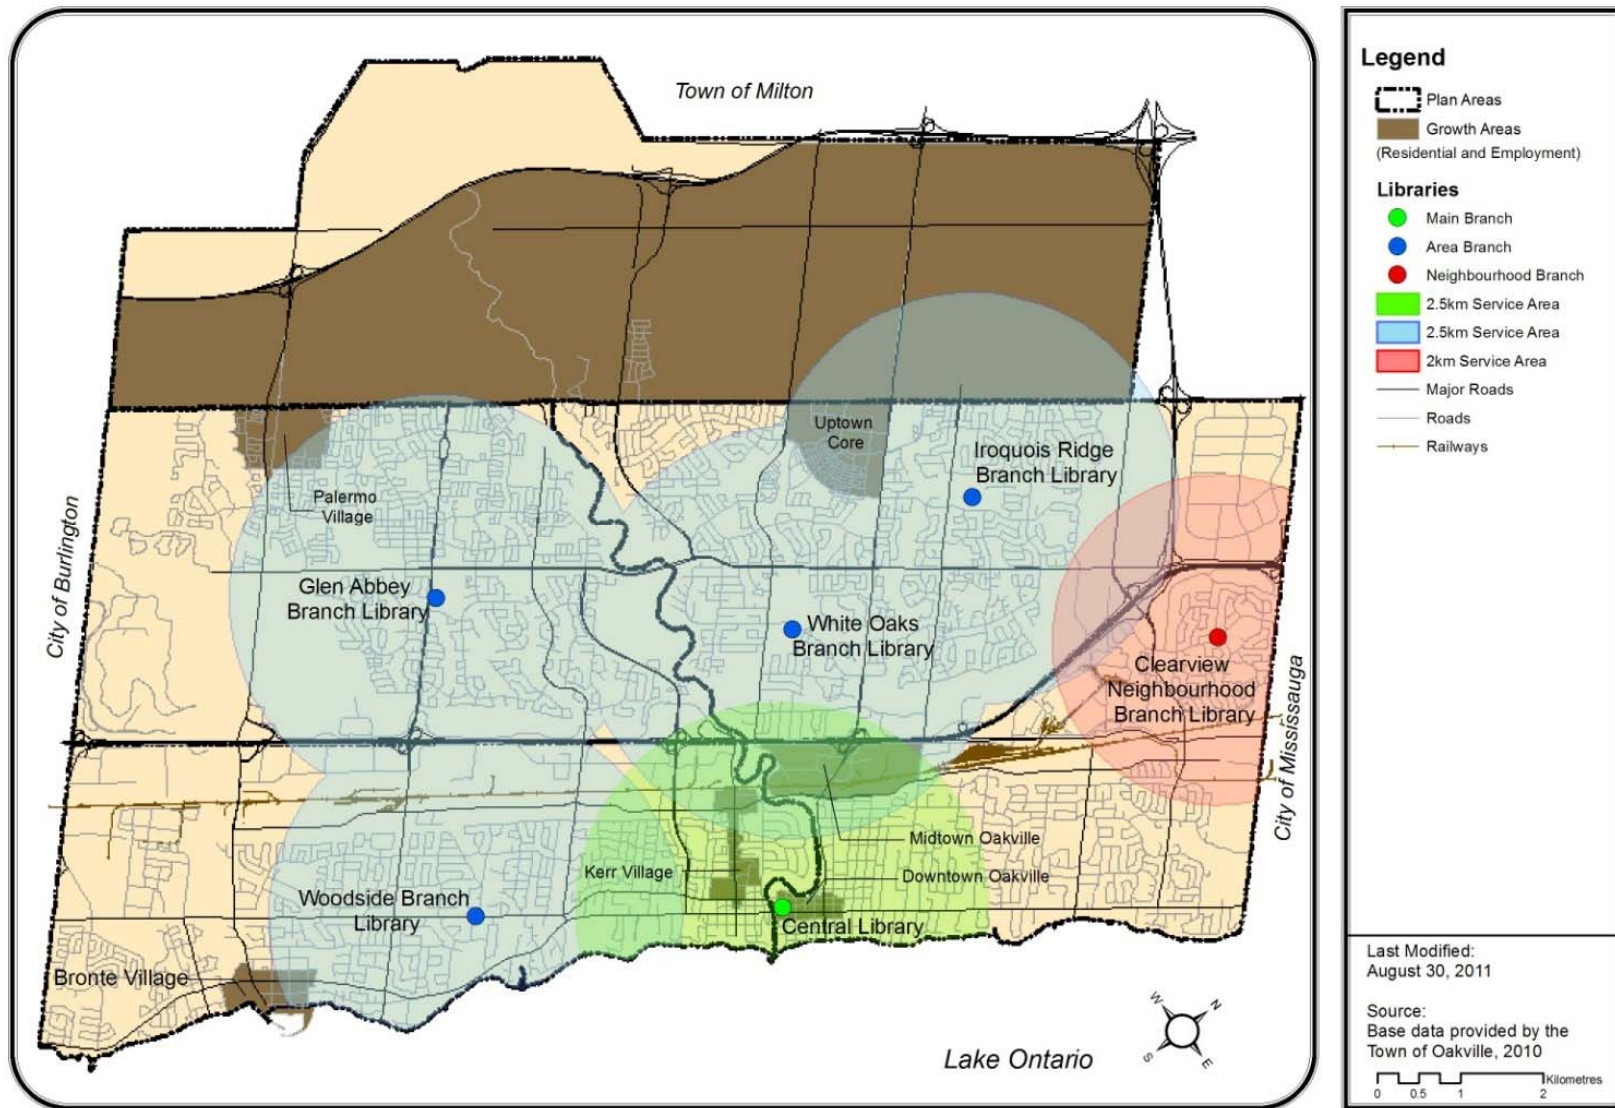 Town of Milton
City of Burlington
City of Mississauga
Uptown
Core
Iroquois Ridge
Branch Library
Palermo
Village
Glen Abbey
Branch Library
White Oaks
Branch Library
Clearview
Neighbourhood
Branch Library
Midtown Oakville
Kerr Village
Downtown Oakville
Woodside Branch
Library
Central Library
Bronte Village
Lake Ontario
W
N
S
E
Legend
Plan Areas
Growth Areas
(Residential and Employment)
Libraries
Main Branch
Area Branch
Neighbourhood Branch
2.5km Service Area
2.5km Service Area
2km Service Area
Major Roads
Roads
Railways
Last Modified:
August 30, 2011
Source:
Base data provided by the
Town of Oakville, 2010
Kilometres
0 0.5 1 2